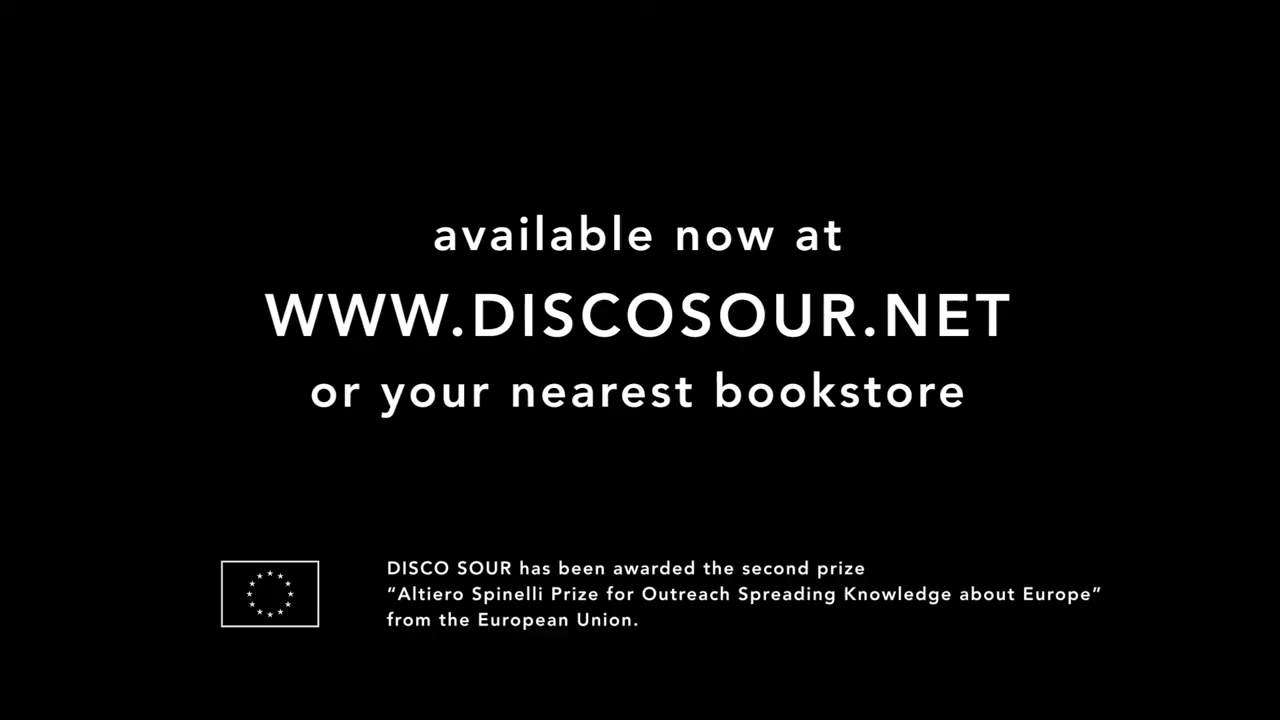 available now at
WWW.DISCOSOUR.NET
or your nearest bookstore
DISCO SOUR has been awarded the second prize
“Altiero Spinelli Prize for Outreach Spreading Knowledge about Europe”
from the European Union.